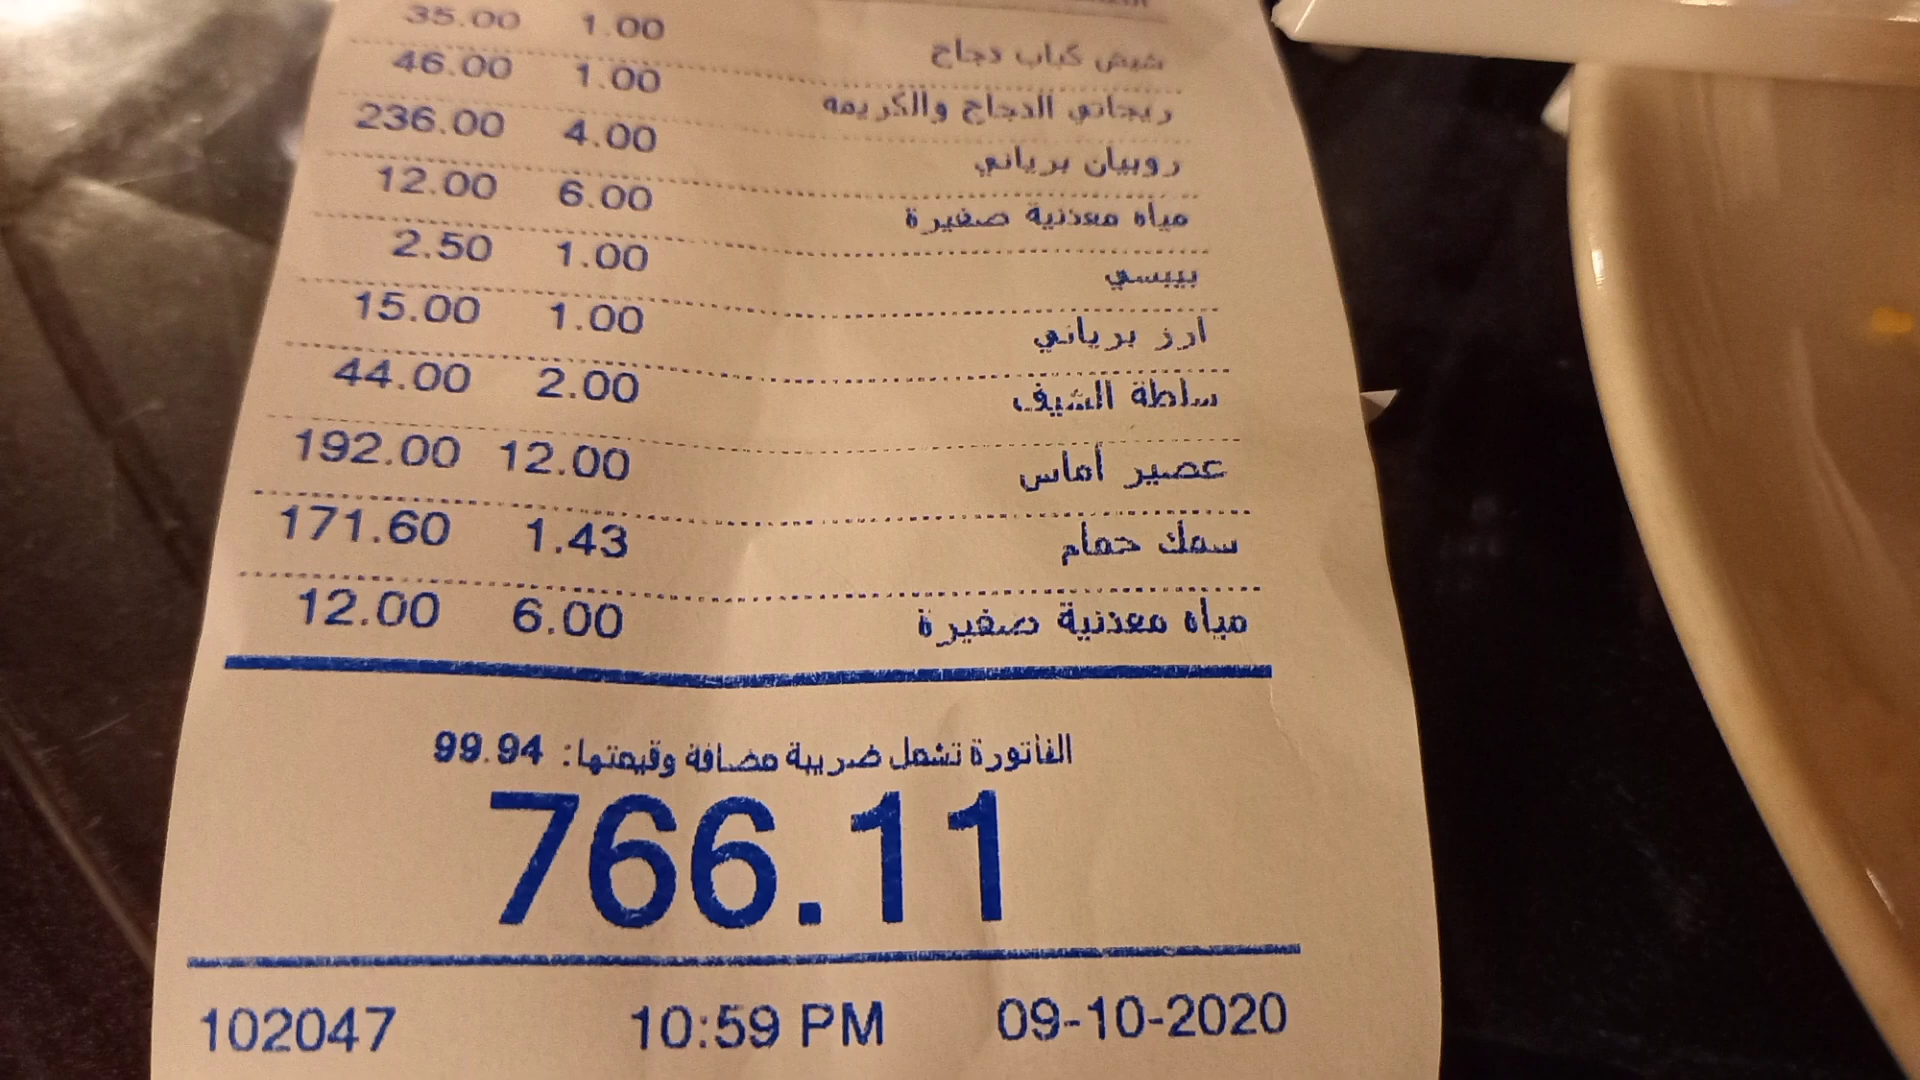 شيش كباب دجاج 1.00 35.00
ريحاني الدجاج والكريمه 1.00 46.00
روبيان برياني 4.00 236.00
مياه معدنية صغيرة 6.00 12.00
بيبسي 1.00 2.50
أرز برياني 1.00 15.00
سلطة الشيف 2.00 44.00
عصير أماس 12.00 192.00
سمك حمام 1.43 171.60
مياه معدنية صغيرة 6.00 12.00
الفاتورة تشمل ضريبة مضافة وقيمتها: 99.94
766.11
09-10-2020 10:59 PM 102047